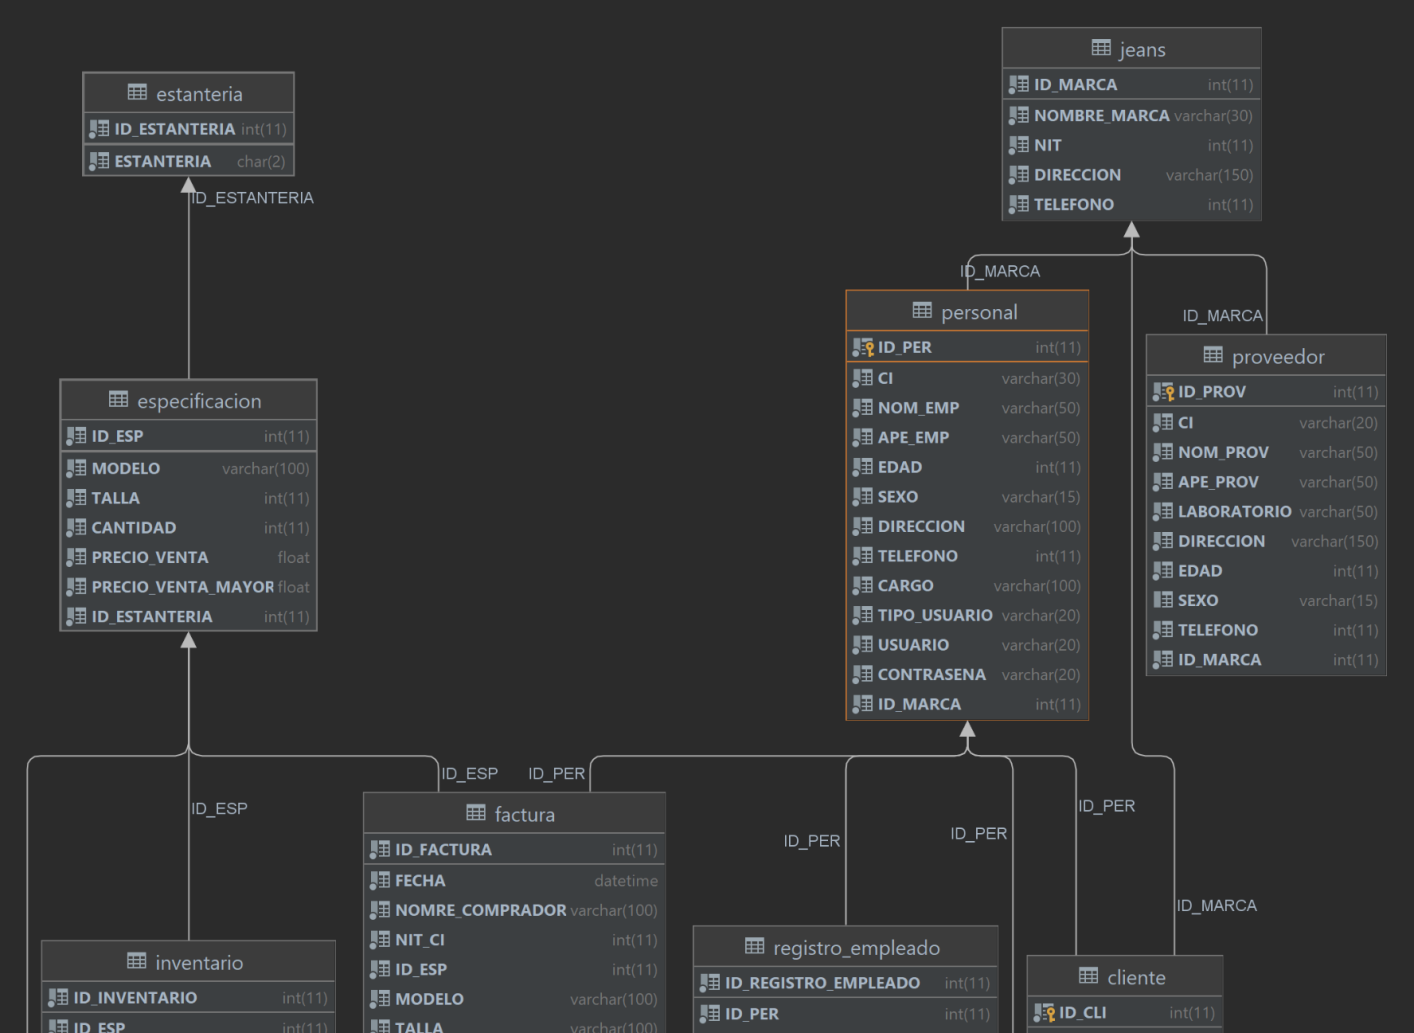 estanteria
ID_ESTANTERIA int(11)
ESTANTERIA char(2)
ID_ESTANTERIA
jeans
ID_MARCA int(11)
NOMBRE_MARCA varchar(30)
NIT int(11)
DIRECCION varchar(150)
TELEFONO int(11)
ID_MARCA
ID_MARCA
personal
ID_PER int(11)
CI varchar(30)
NOM_EMP varchar(50)
APE_EMP varchar(50)
EDAD int(11)
SEXO varchar(15)
DIRECCION varchar(100)
TELEFONO int(11)
CARGO varchar(100)
TIPO_USUARIO varchar(20)
USUARIO varchar(20)
CONTRASENA varchar(20)
ID_MARCA int(11)
proveedor
ID_PROV int(11)
CI varchar(20)
NOM_PROV varchar(50)
APE_PROV varchar(50)
LABORATORIO varchar(50)
DIRECCION varchar(150)
EDAD int(11)
SEXO varchar(15)
TELEFONO int(11)
ID_MARCA int(11)
especificacion
ID_ESP int(11)
MODELO varchar(100)
TALLA int(11)
CANTIDAD int(11)
PRECIO_VENTA float
PRECIO_VENTA_MAYOR float
ID_ESTANTERIA int(11)
ID_ESP
ID_PER
ID_ESP
ID_PER
ID_PER
ID_PER
ID_MARCA
factura
ID_FACTURA int(11)
FECHA datetime
NOMRE_COMPRADOR varchar(100)
NIT_CI int(11)
ID_ESP int(11)
MODELO varchar(100)
TALLA varchar(100)
inventario
ID_INVENTARIO int(11)
ID_ESP int(11)
registro_empleado
ID_REGISTRO_EMPLEADO int(11)
ID_PER int(11)
cliente
ID_CLI int(11)